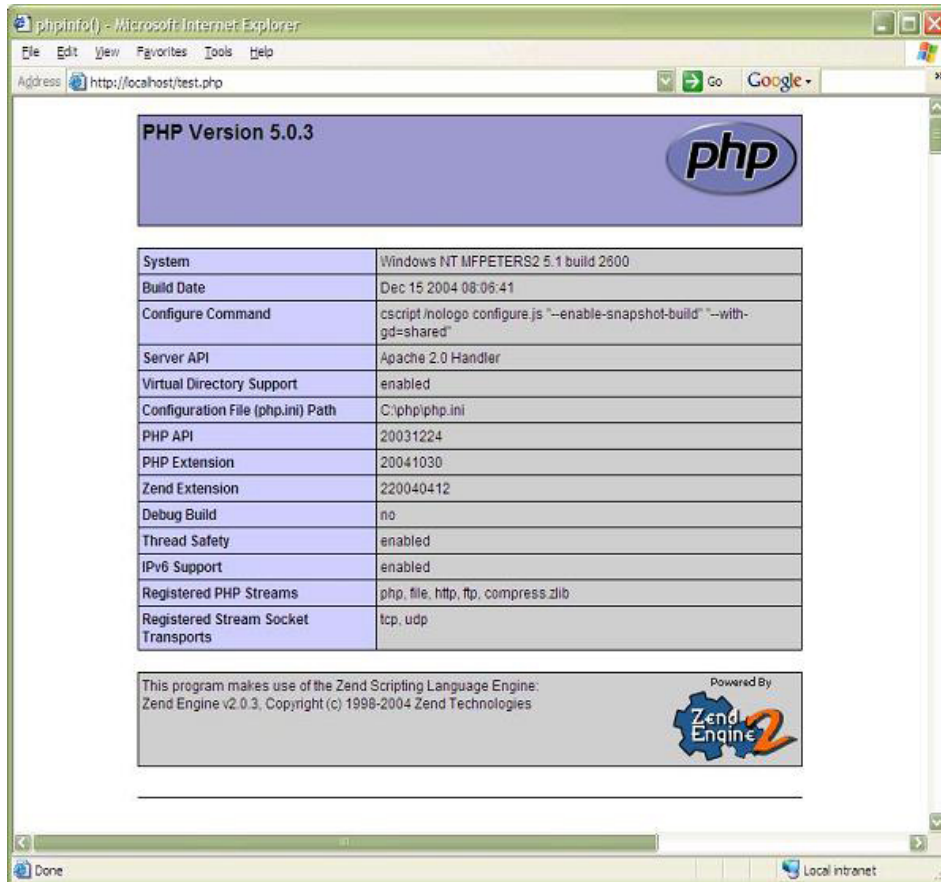 phpinfo() - Microsoft Internet Explorer
File Edit View Favorites Tools Help
Address http://localhost/test.php Go Google
PHP Version 5.0.3
php
System Windows NT MFPETERS2 5.1 build 2600
Build Date Dec 15 2004 08:06:41
Configure Command cscript /nologo configure.js "--enable-snapshot-build" "--with-
gd=shared"
Server API Apache 2.0 Handler
Virtual Directory Support enabled
Configuration File (php.ini) Path C:\php\php.ini
PHP API 20031224
PHP Extension 20041030
Zend Extension 220040412
Debug Build no
Thread Safety enabled
IPv6 Support enabled
Registered PHP Streams php, file, http, ftp, compress.zlib
Registered Stream Socket
Transports tcp, udp
This program makes use of the Zend Scripting Language Engine:
Zend Engine v2.0.3, Copyright (c) 1998-2004 Zend Technologies
Powered By
Zend
Engine 2
Done Local intranet